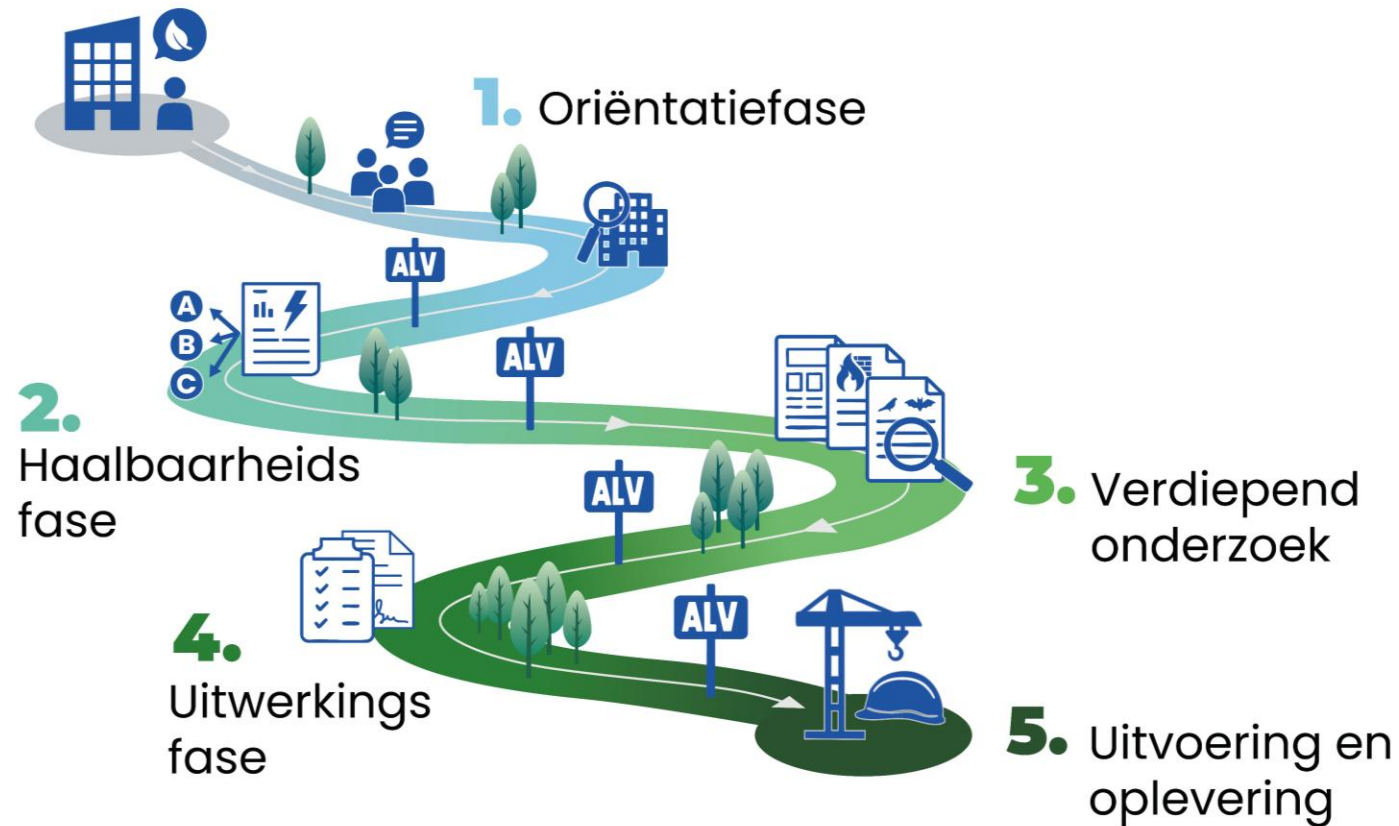 1. Oriëntatiefase
ALV
A
B
C
ALV
2.
Haalbaarheids
fase
ALV
3. Verdiepend
onderzoek
4.
Uitwerkings
fase
ALV
5. Uitvoering en
oplevering